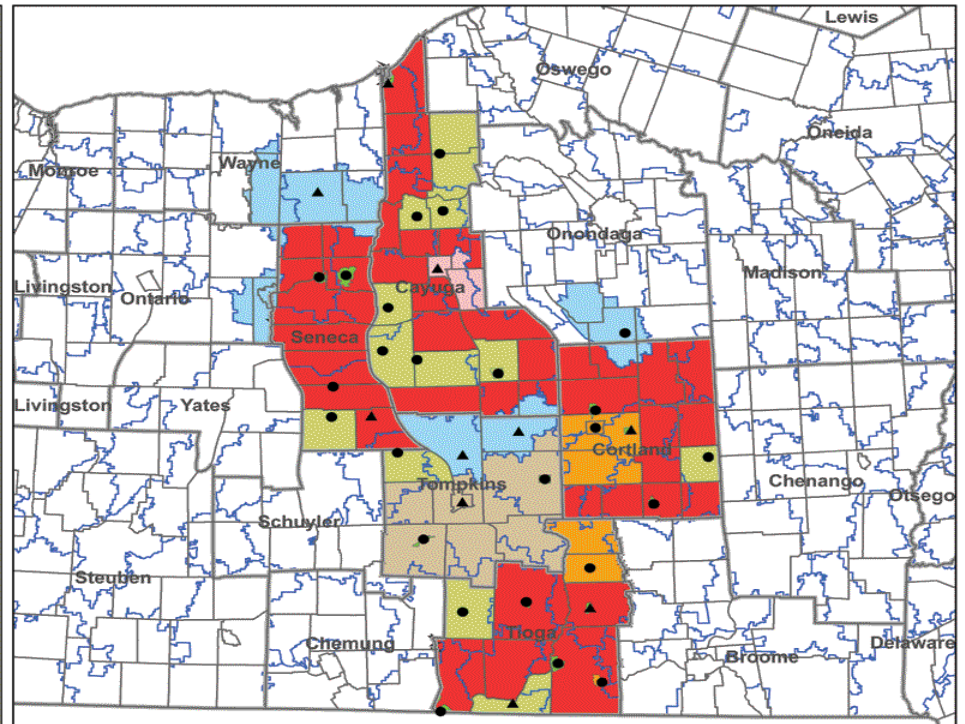 Lewis
Oswego
Oneida
Monroe
Wayne
Onondaga
Madison
Livingston
Ontario
Cayuga
Seneca
Livingston
Yates
Cortland
Tompkins
Chenango
Otsego
Schuyler
Steuben
Tioga
Chemung
Broome
Delaware